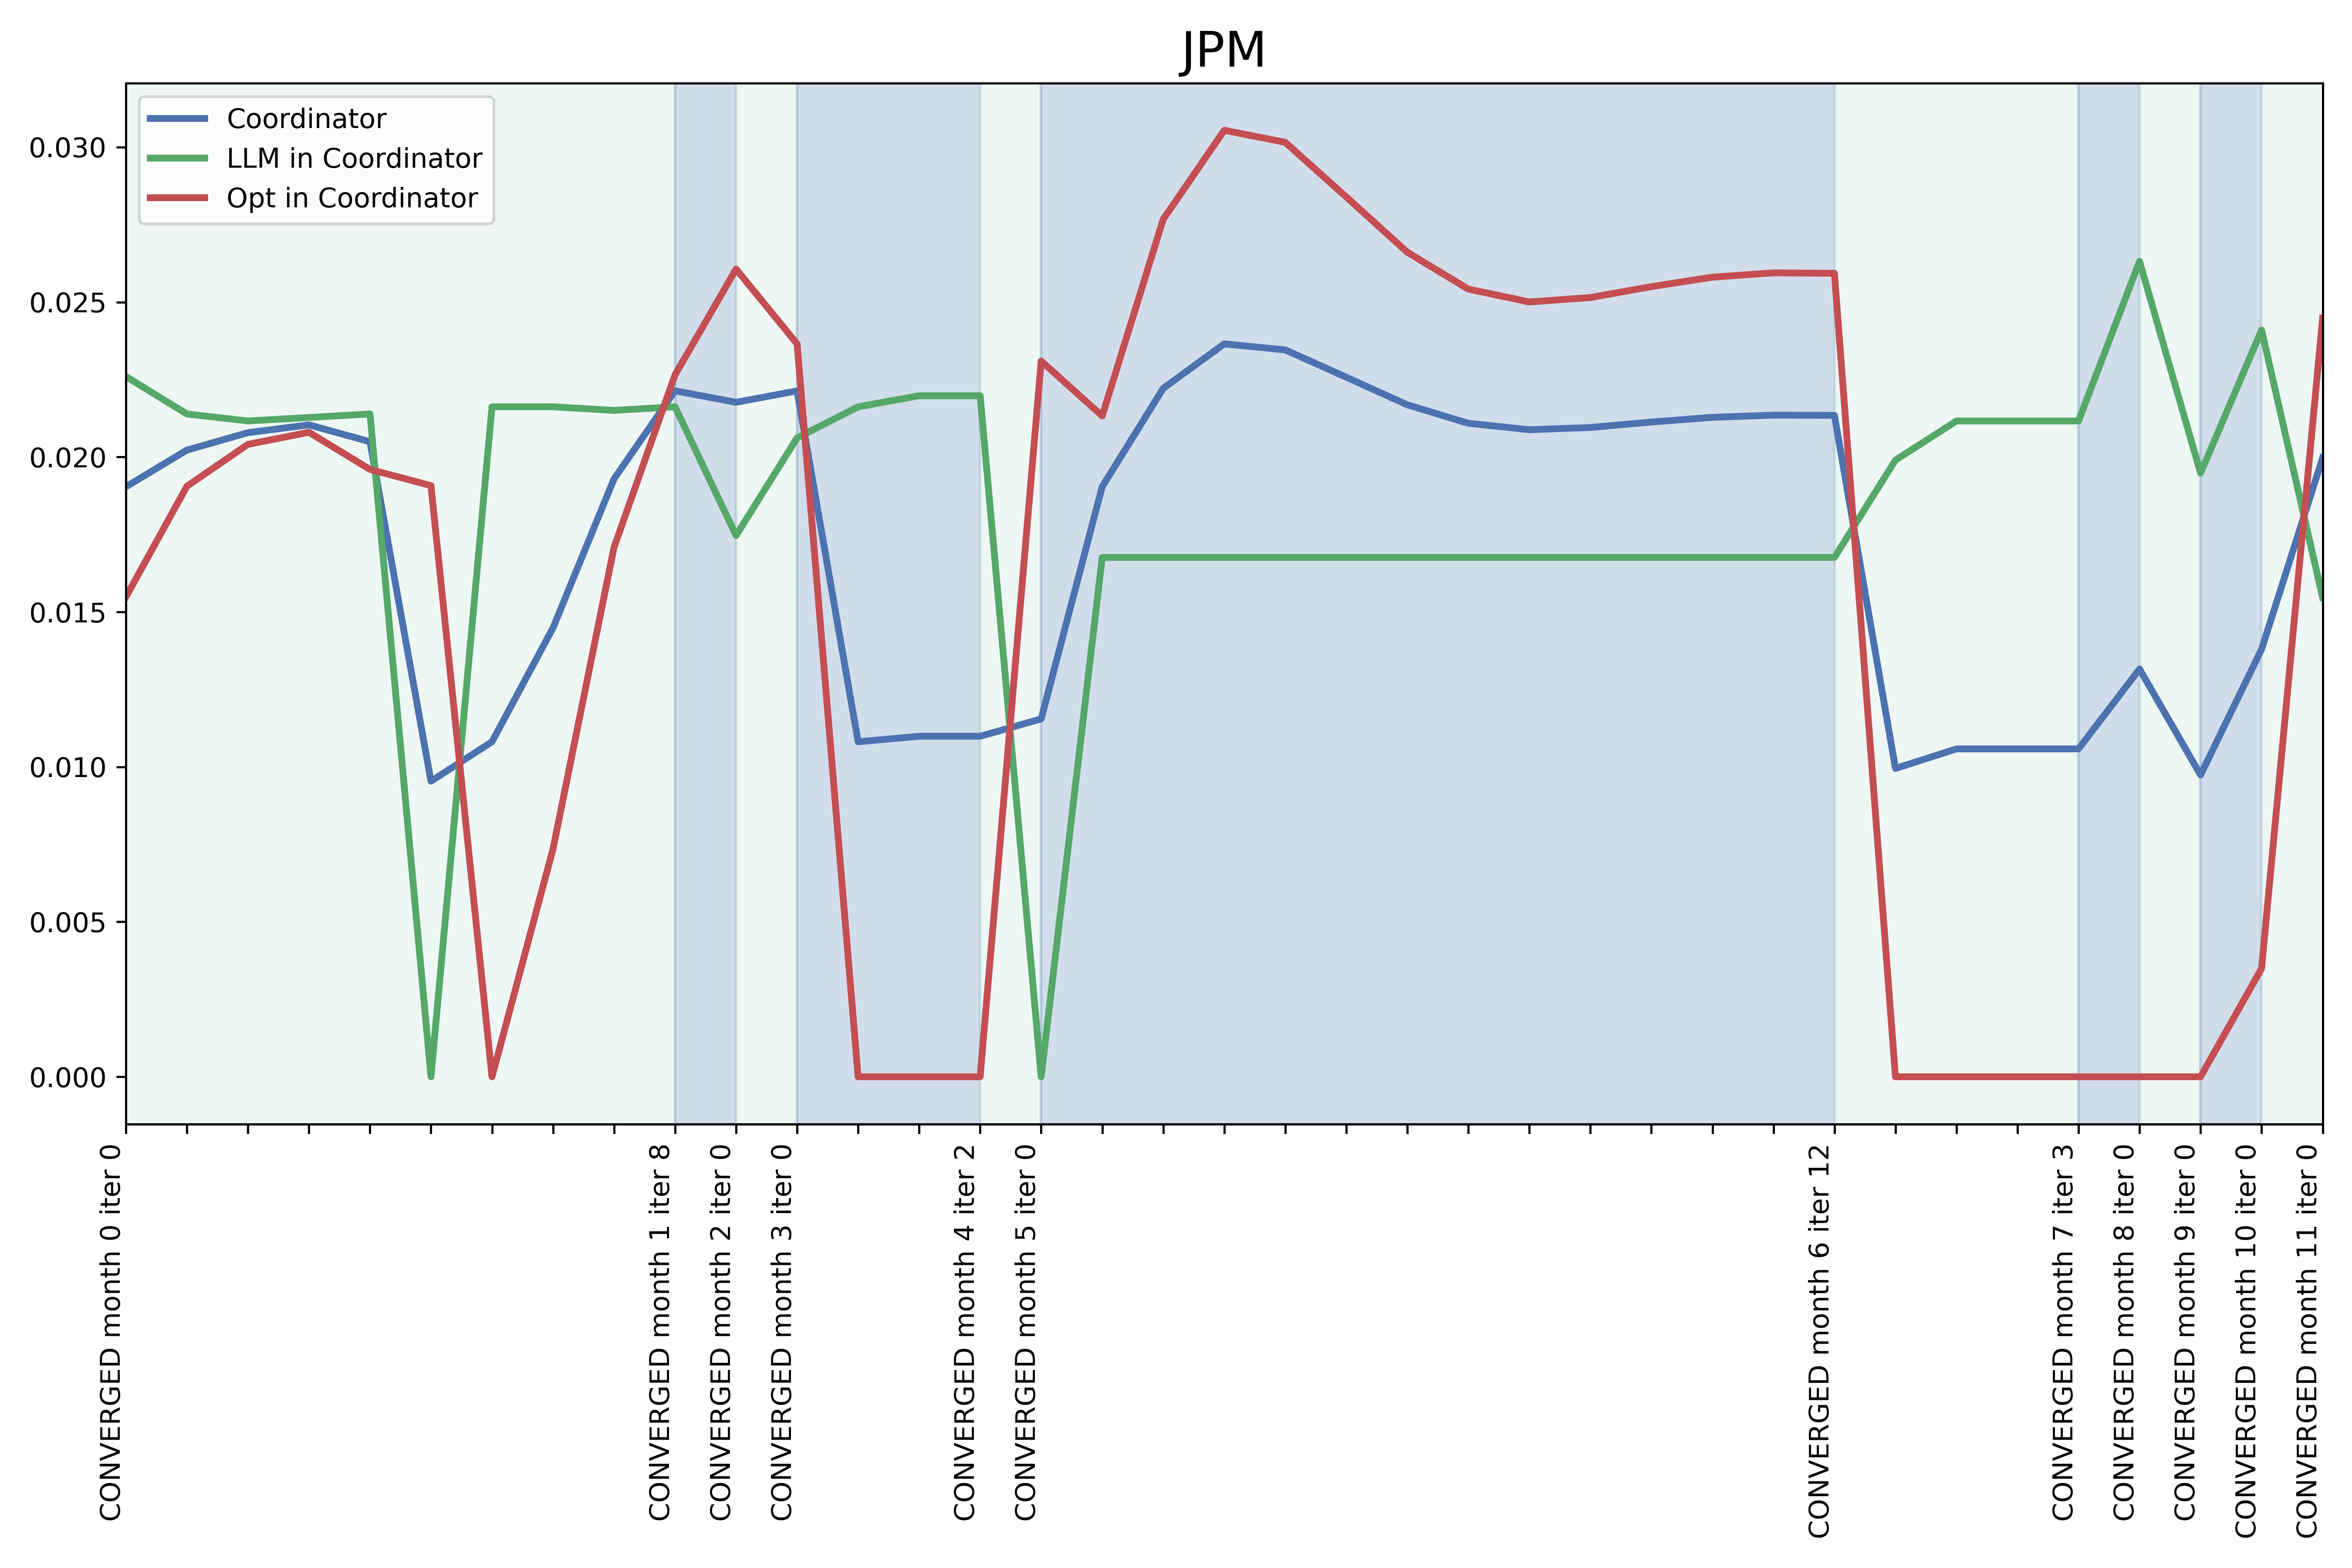 JPM
Coordinator
LLM in Coordinator
Opt in Coordinator
0.030
0.025
0.020
0.015
0.010
0.005
0.000
CONVERGED month 0 iter 0
CONVERGED month 1 iter 8
CONVERGED month 2 iter 0
CONVERGED month 3 iter 0
CONVERGED month 4 iter 2
CONVERGED month 5 iter 0
CONVERGED month 6 iter 12
CONVERGED month 7 iter 3
CONVERGED month 8 iter 0
CONVERGED month 9 iter 0
CONVERGED month 10 iter 0
CONVERGED month 11 iter 0